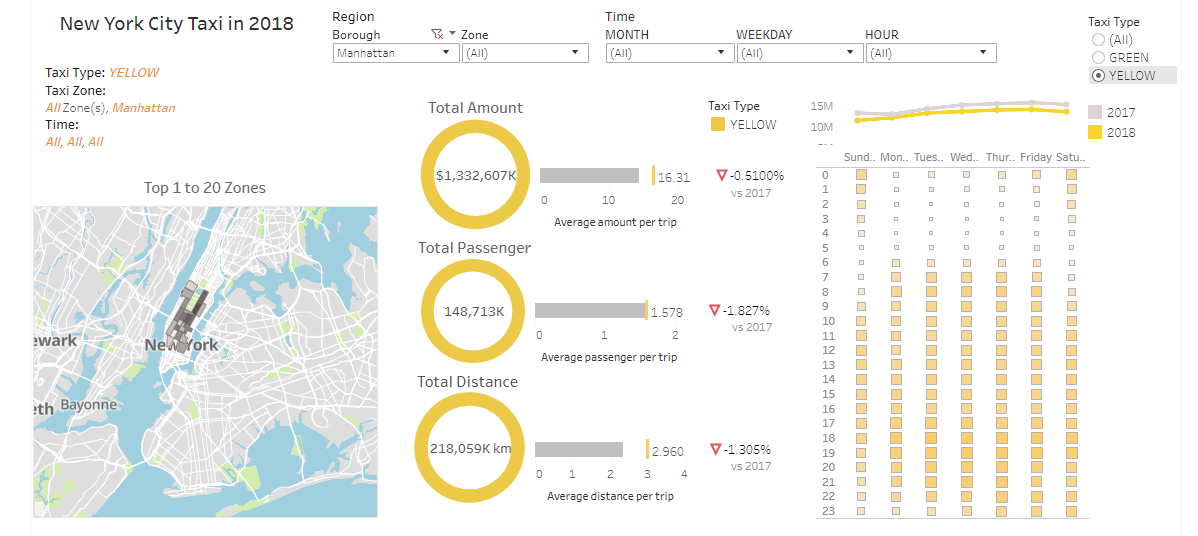 New York City Taxi in 2018
Region
Borough
Zone
Manhattan
(All)
Time
MONTH
WEEKDAY
HOUR
(All)
(All)
(All)
Taxi Type
(All)
GREEN
YELLOW
Taxi Type: YELLOW
Taxi Zone:
All Zone(s), Manhattan
Time:
All, All, All
Top 1 to 20 Zones
ewark
New York
eth
Bayonne
Total Amount
$1,332,607K
16.31
0 10 20
Average amount per trip
Taxi Type
YELLOW
-0.5100%
vs 2017
Total Passenger
148,713K
1.578
0 1 2
Average passenger per trip
-1.827%
vs 2017
Total Distance
218,059K km
2.960
0 1 2 3 4
Average distance per trip
-1.305%
vs 2017
15M
10M
2017
2018
Sund.. Mon.. Tues.. Wed.. Thur.. Friday Satu..
0
1
2
3
4
5
6
7
8
9
10
11
12
13
14
15
16
17
18
19
20
21
22
23